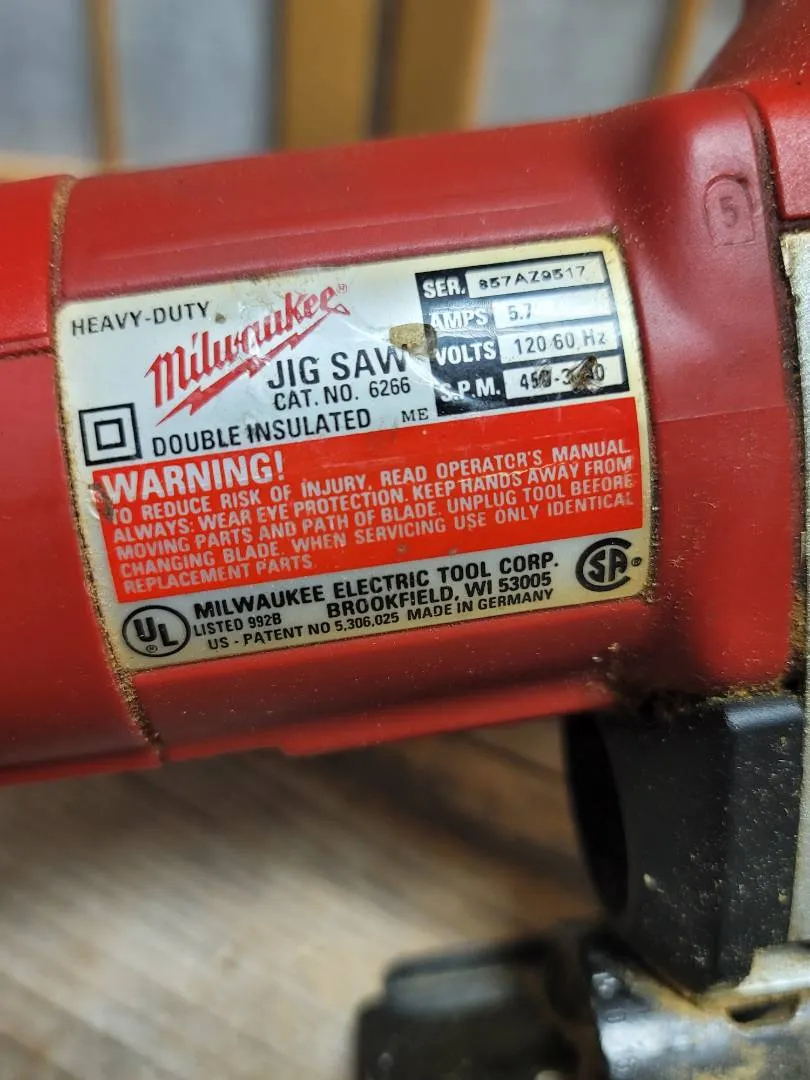 5
HEAVY-DUTY
Milwaukee®
JIG SAW
CAT. NO. 6266
DOUBLE INSULATED ME
SER. 857AZ9517
AMPS 5.7
VOLTS 120 60 Hz
S.P.M.
WARNING!
TO REDUCE RISK OF INJURY, READ OPERATOR'S MANUAL.
ALWAYS: WEAR EYE PROTECTION. KEEP HANDS AWAY FROM
MOVING PARTS AND PATH OF BLADE. UNPLUG TOOL BEFORE
CHANGING BLADE. WHEN SERVICING USE ONLY IDENTICAL
REPLACEMENT PARTS
UL®
LISTED 992B
MILWAUKEE ELECTRIC TOOL CORP.
BROOKFIELD, WI 53005
US - PATENT NO 5,306,025 MADE IN GERMANY
SA®